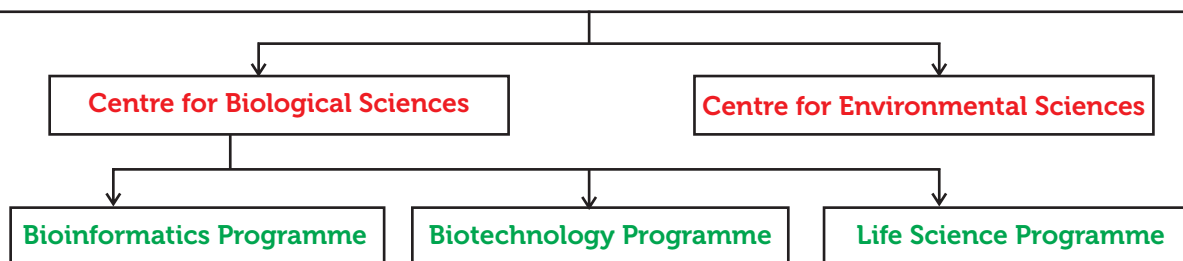 Centre for Biological Sciences
Centre for Environmental Sciences
Bioinformatics Programme
Biotechnology Programme
Life Science Programme